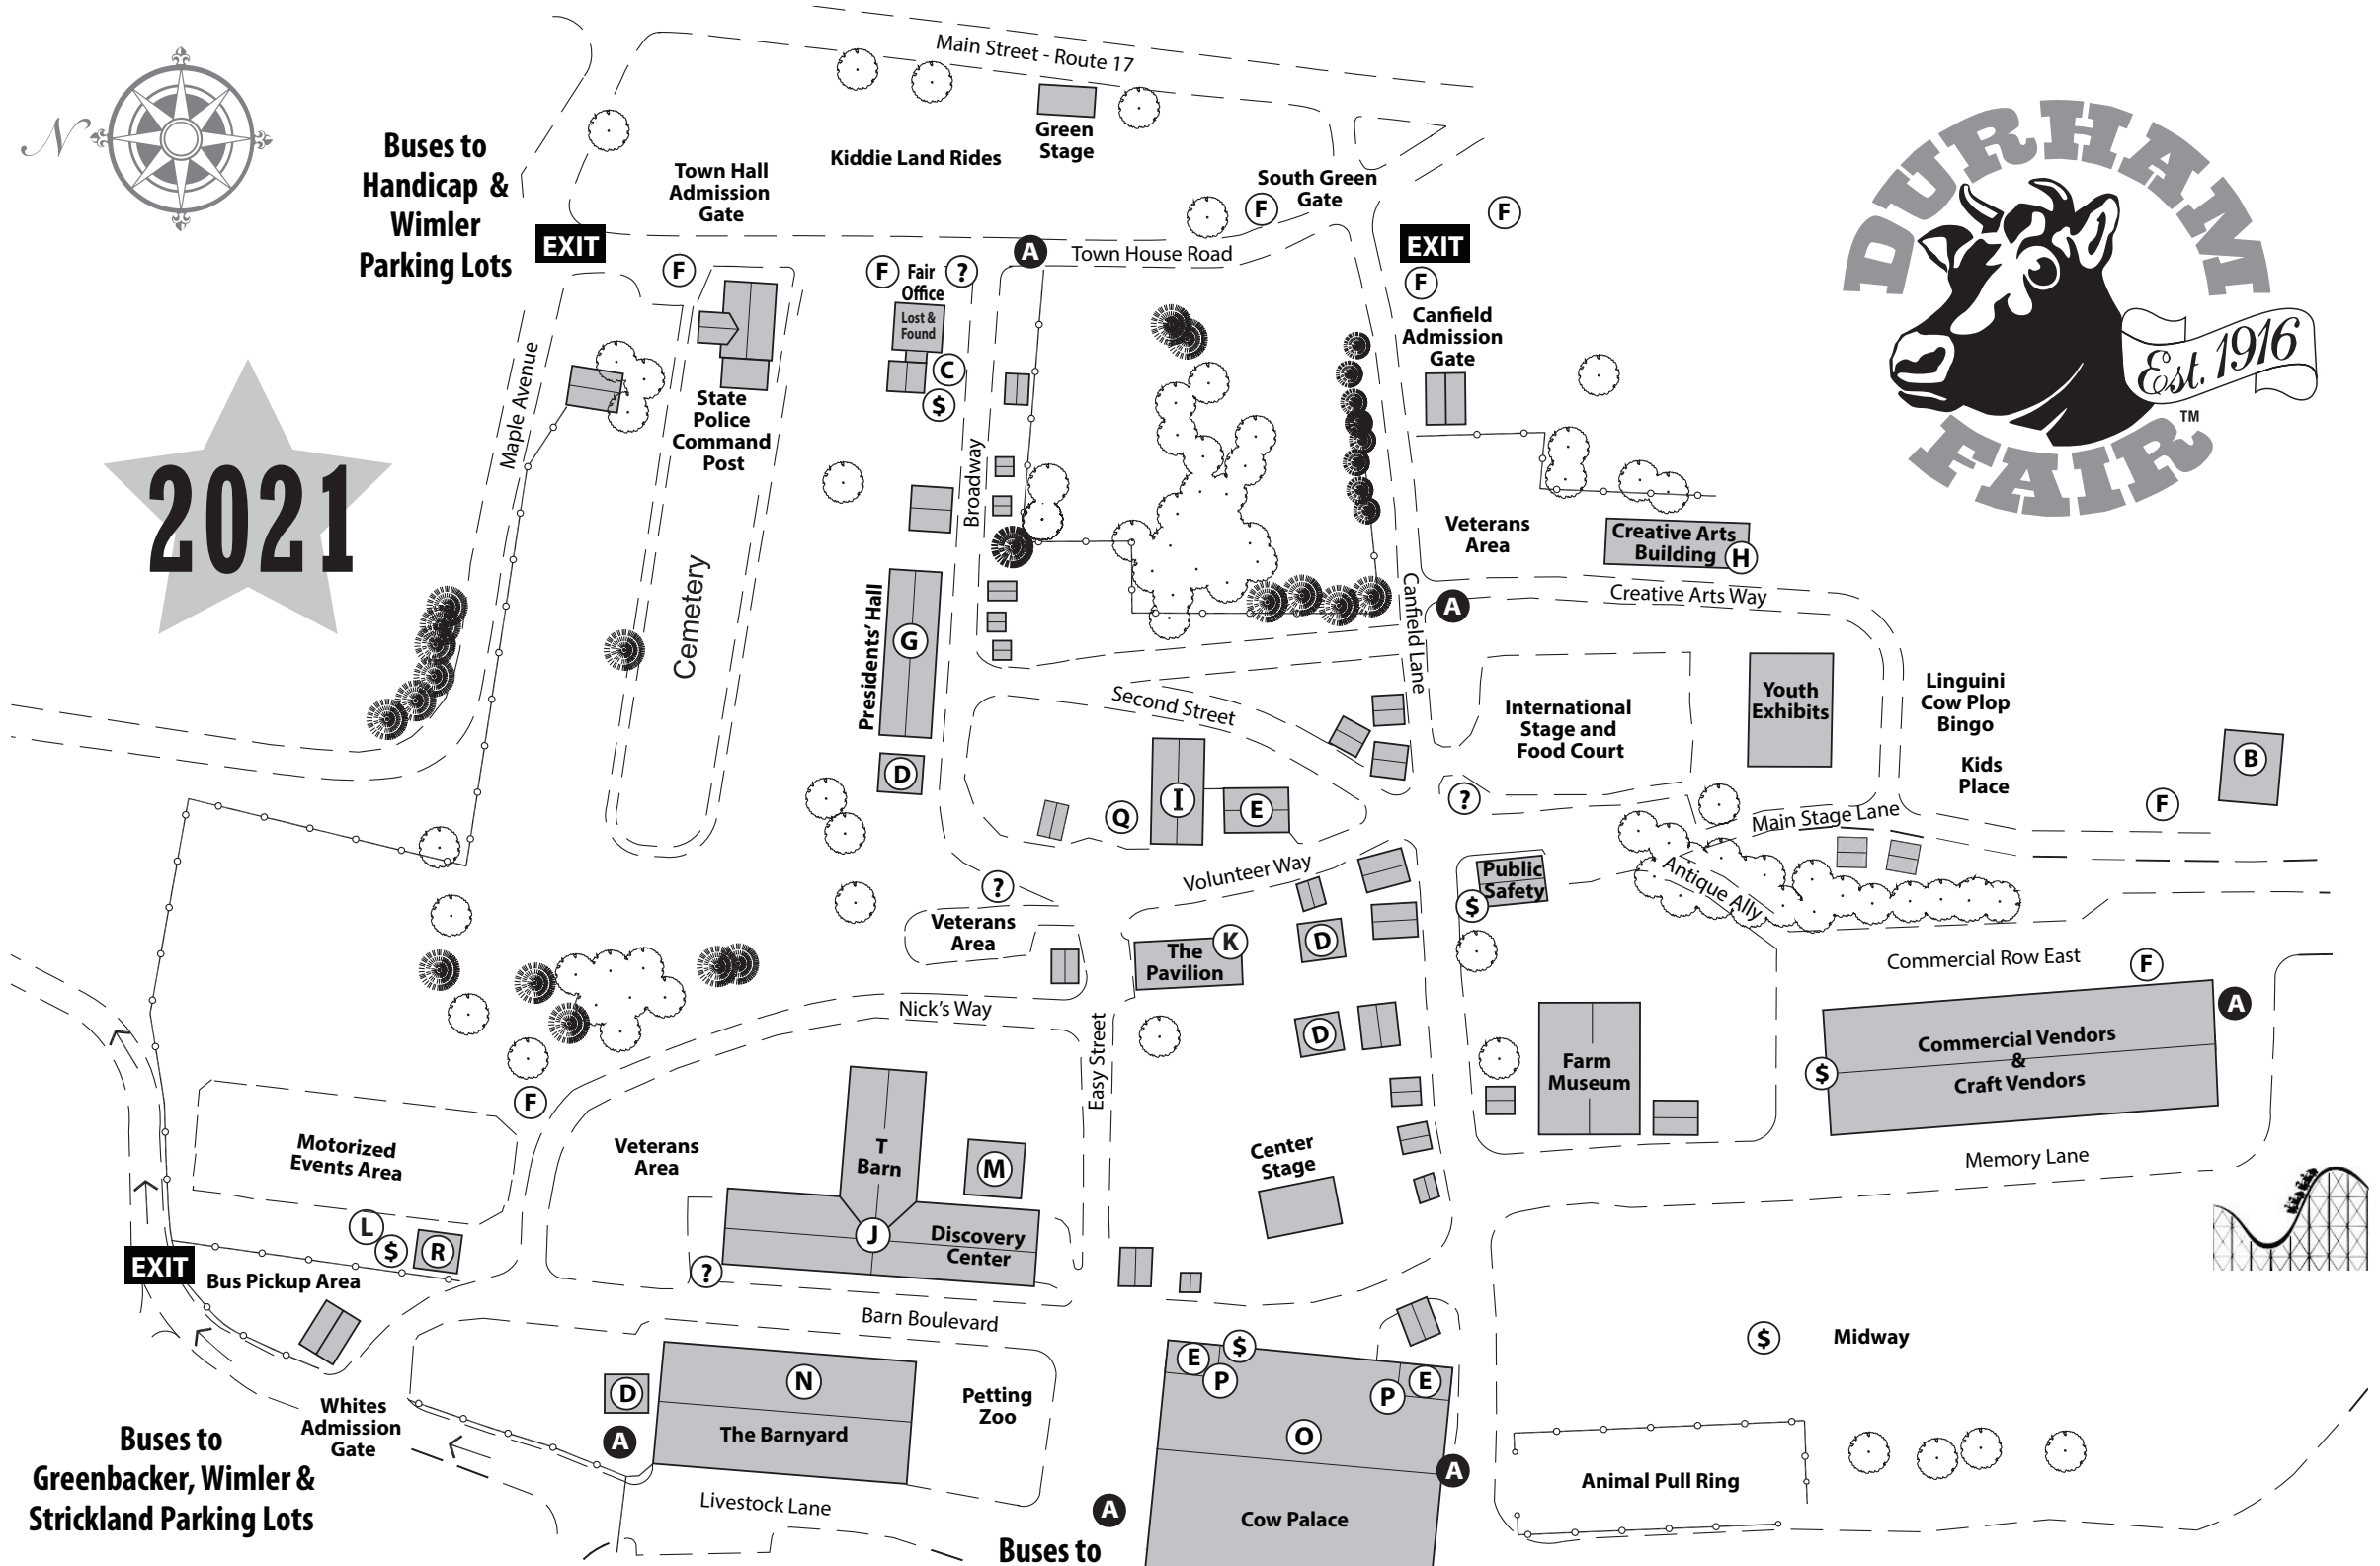 Main Street - Route 17
N
Buses to
Handicap &
Wimler
Parking Lots
EXIT
Town Hall
Admission
Gate
Kiddie Land Rides
Green
Stage
South Green
Gate
F
F
EXIT
F
Canfield
Admission
Gate
DURHAM
FAIR
Est. 1916
TM
2021
A
Town House Road
F
F
Fair
Office
?
Lost &
Found
C
$
State
Police
Command
Post
Maple Avenue
Cemetery
Broadway
Presidents' Hall
G
D
Canfield Lane
A
Veterans
Area
Creative Arts
Building
H
Creative Arts Way
Second Street
International
Stage and
Food Court
Youth
Exhibits
Linguini
Cow Plop
Bingo
Kids
Place
B
F
Q
I
E
?
Main Stage Lane
Antique Ally
Volunteer Way
Public
Safety
$
?
Veterans
Area
The
Pavilion
K
D
D
Nick's Way
Easy Street
Commercial Row East
F
A
Commercial Vendors
&
Craft Vendors
$
Farm
Museum
Memory Lane
F
Motorized
Events Area
Veterans
Area
T
Barn
M
J
Discovery
Center
?
Center
Stage
L
$
R
EXIT
Bus Pickup Area
Barn Boulevard
$
Midway
Whites
Admission
Gate
D
A
N
The Barnyard
Petting
Zoo
E
P
$
P
E
O
Cow Palace
A
Animal Pull Ring
Buses to
Greenbacker, Wimler &
Strickland Parking Lots
Livestock Lane
A
Buses to